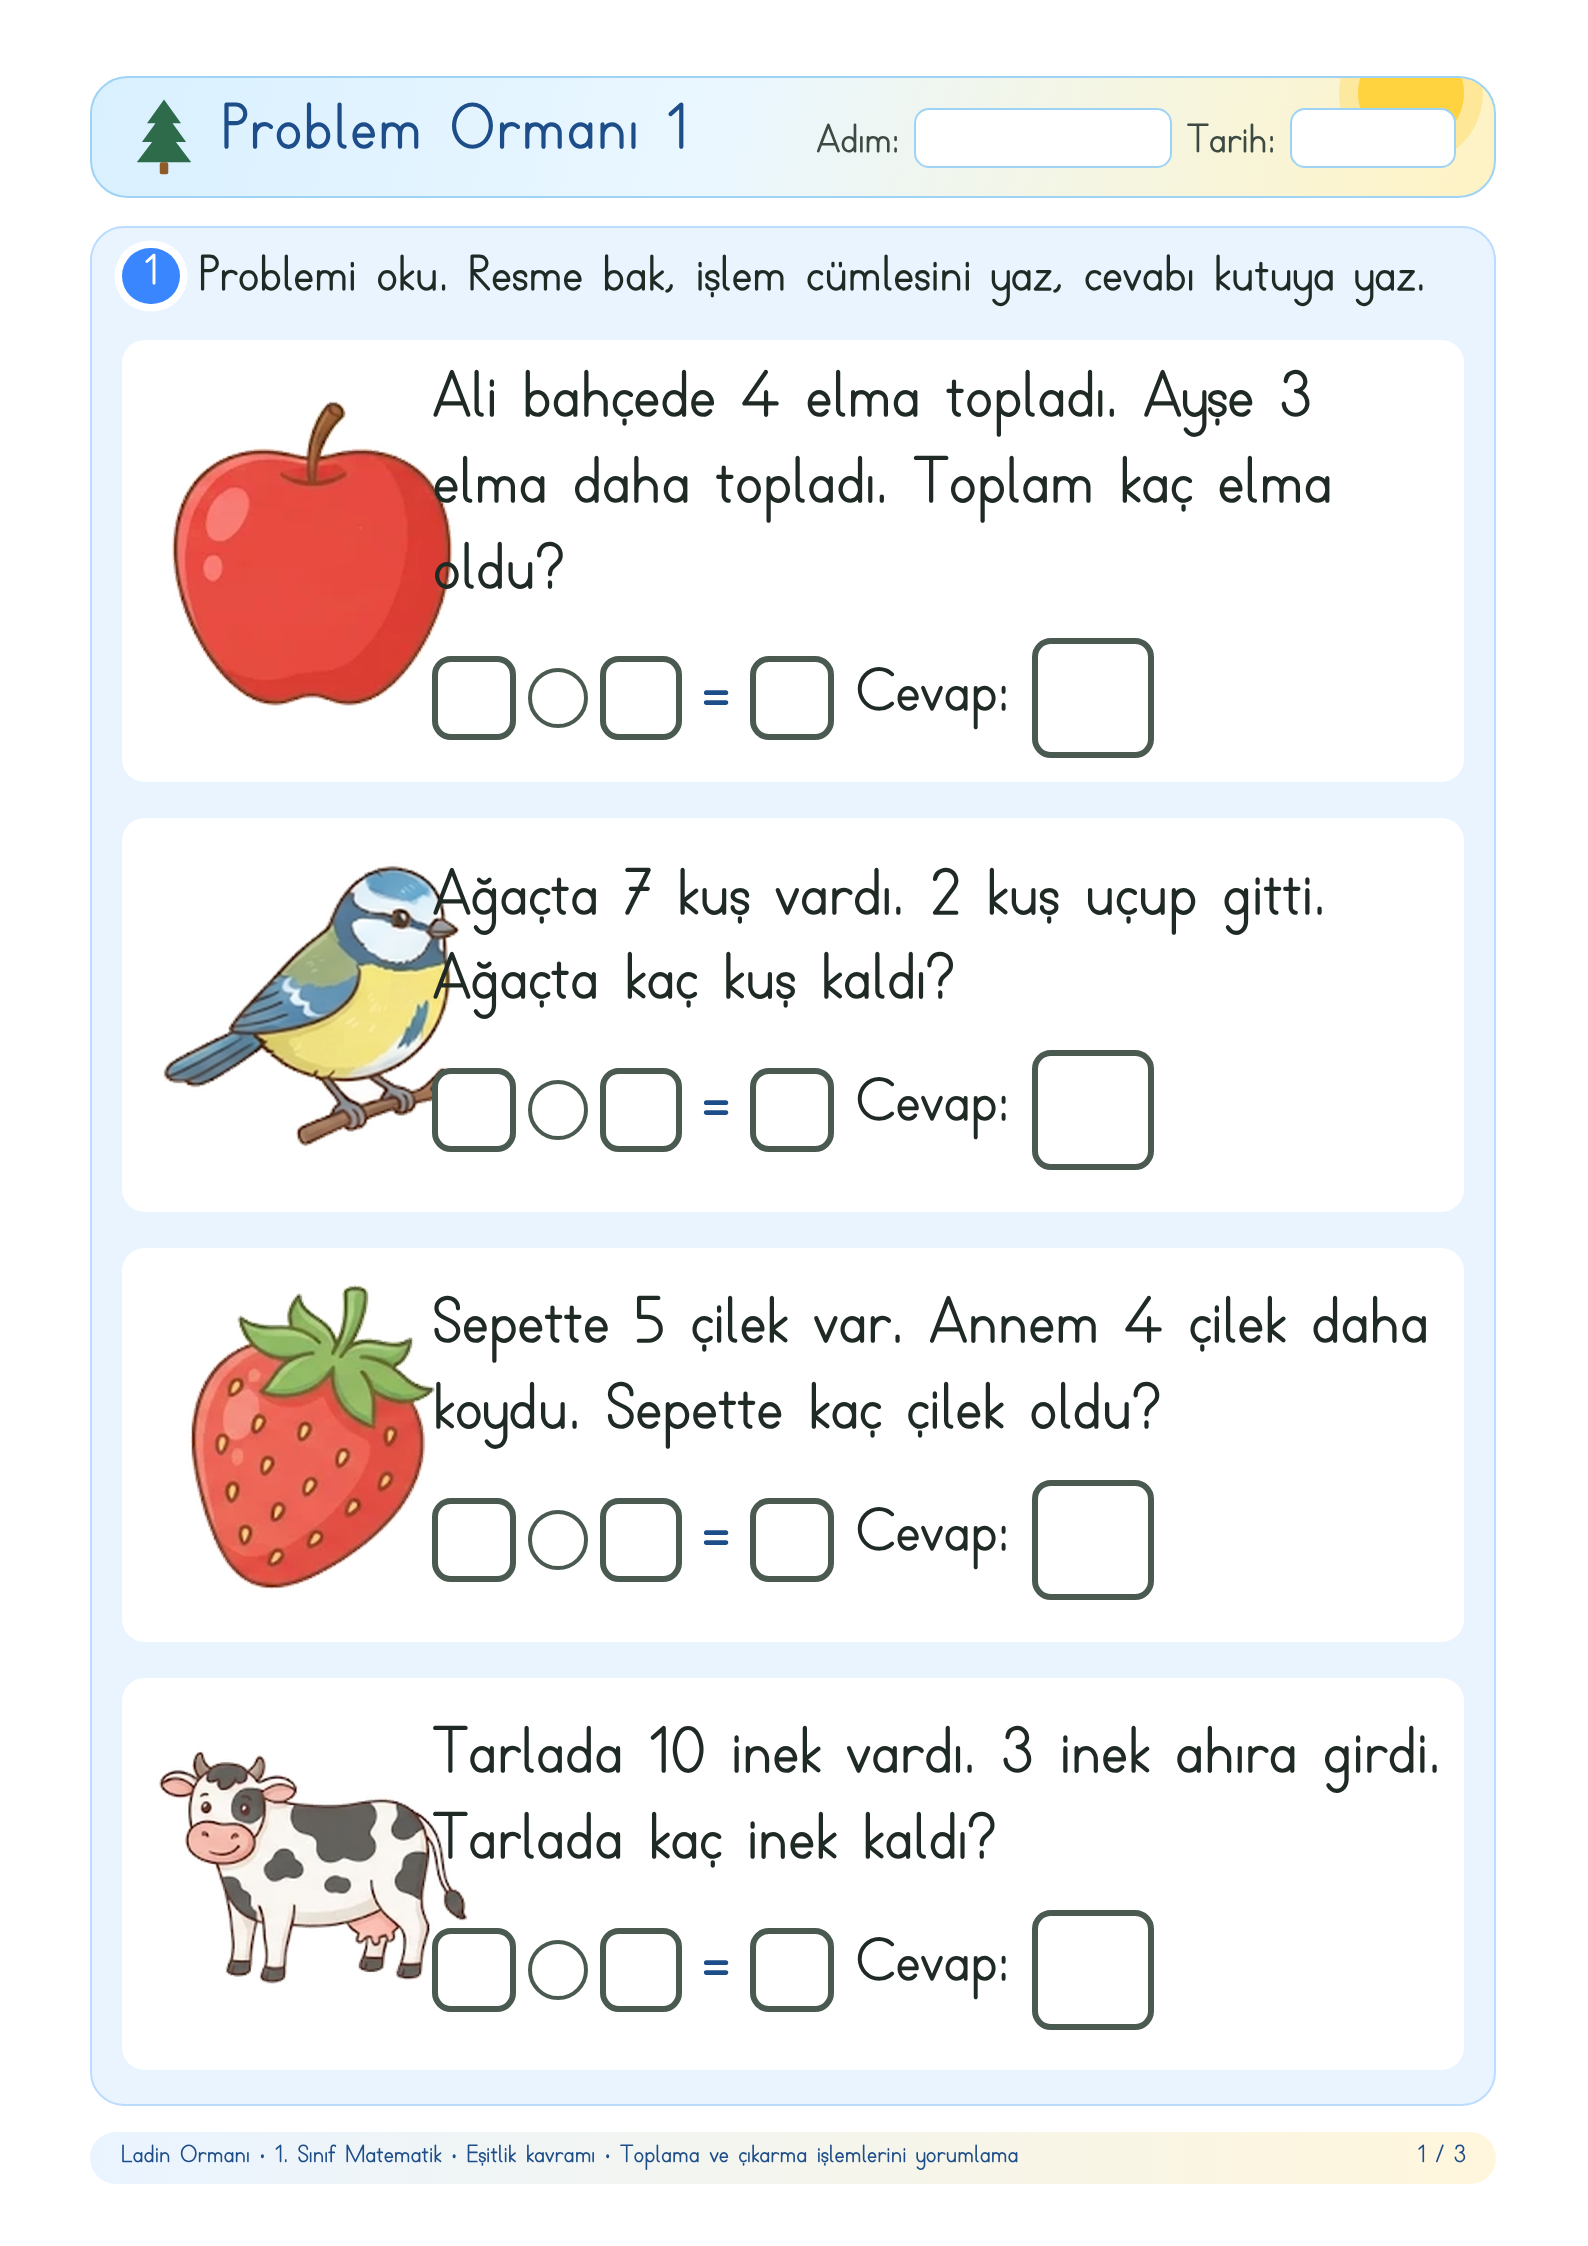 Problem Ormanı 1
Adım:
Tarih:
1 Problemi oku. Resme bak, işlem cümlesini yaz, cevabı kutuya yaz.
Ali bahçede 4 elma topladı. Ayşe 3
elma daha topladı. Toplam kaç elma
oldu?
= Cevap:
Ağaçta 7 kuş vardı. 2 kuş uçup gitti.
Ağaçta kaç kuş kaldı?
= Cevap:
Sepette 5 çilek var. Annem 4 çilek daha
koydu. Sepette kaç çilek oldu?
= Cevap:
Tarlada 10 inek vardı. 3 inek ahıra girdi.
Tarlada kaç inek kaldı?
= Cevap:
Ladin Ormanı • 1. Sınıf Matematik • Eşitlik kavramı • Toplama ve çıkarma işlemlerini yorumlama
1 / 3